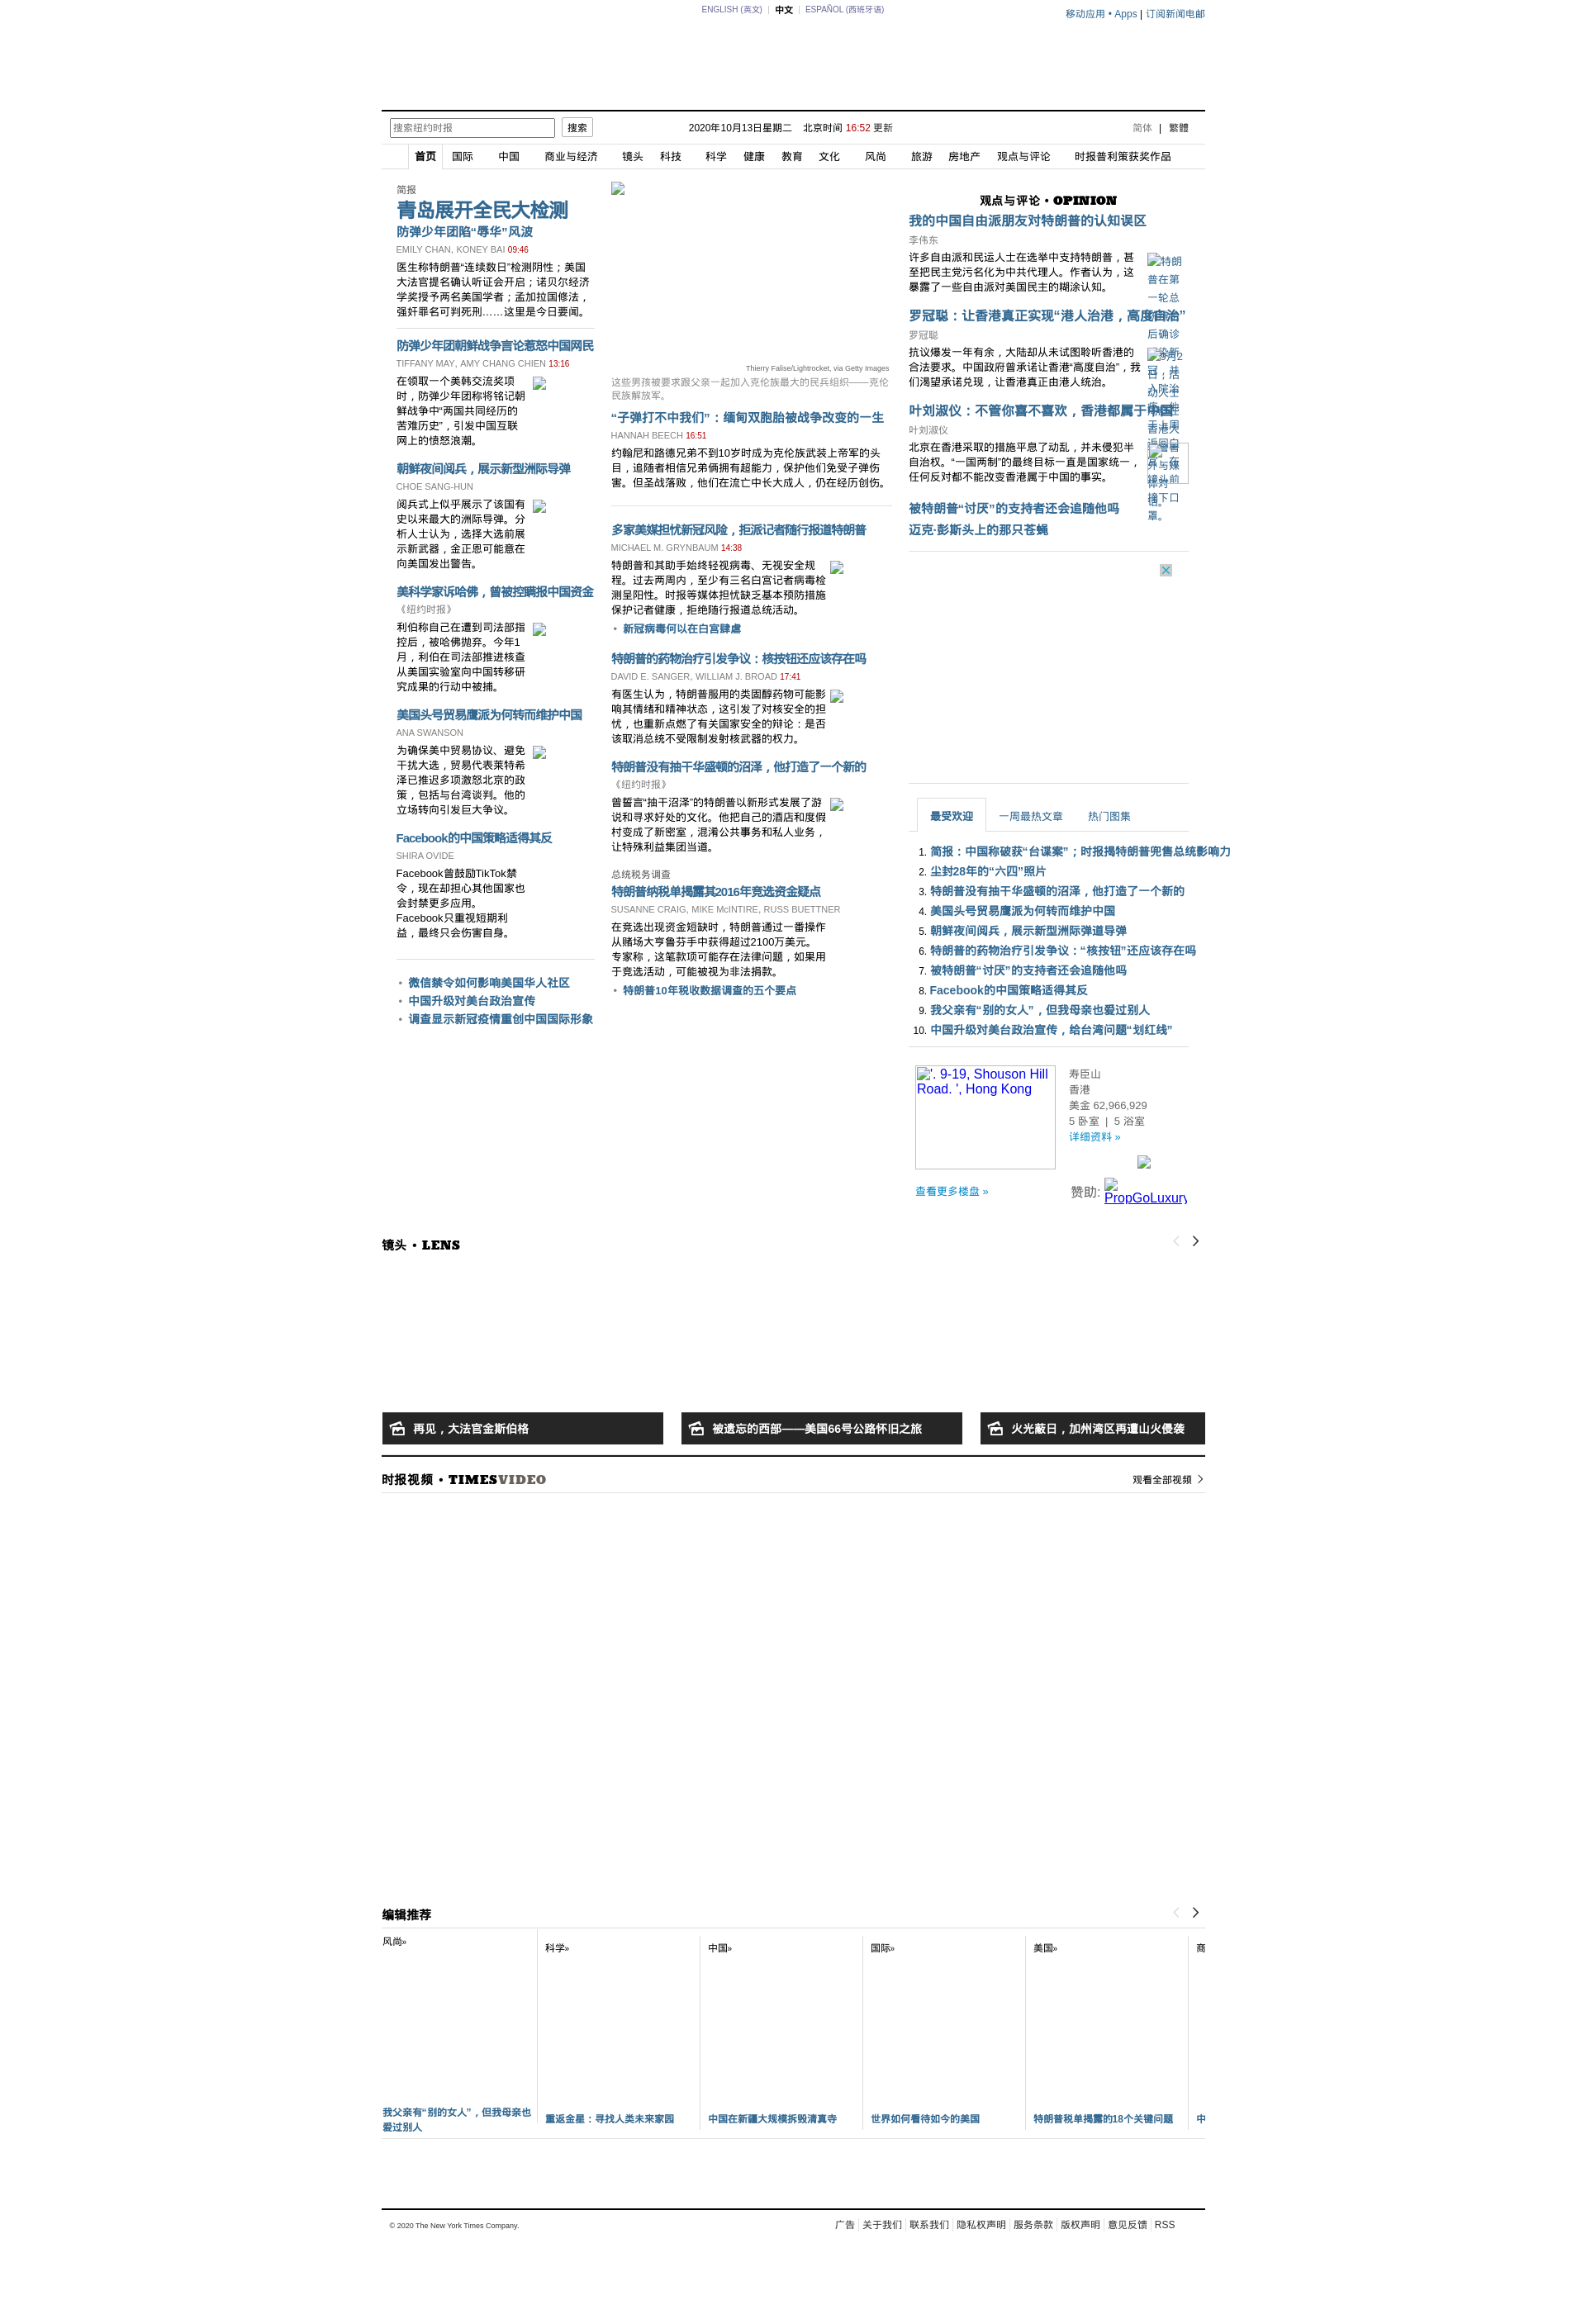 ENGLISH (英文) | 中文 | ESPAÑOL (西班牙语)
移动应用 • Apps | 订阅新闻电邮
搜索纽约时报
搜索
2020年10月13日星期二 北京时间 16:52 更新
简体 | 繁體
首页 国际 中国 商业与经济 镜头 科技 科学 健康 教育 文化 风尚 旅游 房地产 观点与评论 时报普利策获奖作品
简报
青岛展开全民大检测
防弹少年团陷“辱华”风波
EMILY CHAN, KONEY BAI 09:46
医生称特朗普“连续数日”检测阴性；美国
大法官提名确认听证会开启；诺贝尔经济
学奖授予两名美国学者；孟加拉国修法，
强奸罪名可判死刑……这里是今日要闻。
防弹少年团朝鲜战争言论惹怒中国网民
TIFFANY MAY, AMY CHANG CHIEN 13:16
在领取一个美韩交流奖项
时，防弹少年团称将铭记朝
鲜战争中“两国共同经历的
苦难历史”，引发中国互联
网上的愤怒浪潮。
朝鲜夜间阅兵，展示新型洲际导弹
CHOE SANG-HUN
阅兵式上似乎展示了该国有
史以来最大的洲际导弹。分
析人士认为，选择大选前展
示新武器，金正恩可能意在
向美国发出警告。
美科学家诉哈佛，曾被控瞒报中国资金
《纽约时报》
利伯称自己在遭到司法部指
控后，被哈佛抛弃。今年1
月，利伯在司法部推进核查
从美国实验室向中国转移研
究成果的行动中被捕。
美国头号贸易鹰派为何转而维护中国
ANA SWANSON
为确保美中贸易协议、避免
干扰大选，贸易代表莱特希
泽已推迟多项激怒北京的政
策，包括与台湾谈判。他的
立场转向引发巨大争议。
Facebook的中国策略适得其反
SHIRA OVIDE
Facebook曾鼓励TikTok禁
令，现在却担心其他国家也
会封禁更多应用。
Facebook只重视短期利
益，最终只会伤害自身。
• 微信禁令如何影响美国华人社区
• 中国升级对美台政治宣传
• 调查显示新冠疫情重创中国国际形象
Thierry Falise/Lightrocket, via Getty Images
这些男孩被要求跟父亲一起加入克伦族最大的民兵组织——克伦
民族解放军。
“子弹打不中我们”：缅甸双胞胎被战争改变的一生
HANNAH BEECH 16:51
约翰尼和路德兄弟不到10岁时成为克伦族武装上帝军的头
目，追随者相信兄弟俩拥有超能力，保护他们免受子弹伤
害。但圣战落败，他们在流亡中长大成人，仍在经历创伤。
多家美媒担忧新冠风险，拒派记者随行报道特朗普
MICHAEL M. GRYNBAUM 14:38
特朗普和其助手始终轻视病毒、无视安全规
程。过去两周内，至少有三名白宫记者病毒检
测呈阳性。时报等媒体担忧缺乏基本预防措施
保护记者健康，拒绝随行报道总统活动。
• 新冠病毒何以在白宫肆虐
特朗普的药物治疗引发争议：核按钮还应该存在吗
DAVID E. SANGER, WILLIAM J. BROAD 17:41
有医生认为，特朗普服用的类固醇药物可能影
响其情绪和精神状态，这引发了对核安全的担
忧，也重新点燃了有关国家安全的辩论：是否
该取消总统不受限制发射核武器的权力。
特朗普没有抽干华盛顿的沼泽，他打造了一个新的
《纽约时报》
曾誓言“抽干沼泽”的特朗普以新形式发展了游
说和寻求好处的文化。他把自己的酒店和度假
村变成了新密室，混淆公共事务和私人业务，
让特殊利益集团当道。
总统税务调查
特朗普纳税单揭露其2016年竞选资金疑点
SUSANNE CRAIG, MIKE McINTIRE, RUSS BUETTNER
在竞选出现资金短缺时，特朗普通过一番操作
从赌场大亨鲁芬手中获得超过2100万美元。
专家称，这笔款项可能存在法律问题，如果用
于竞选活动，可能被视为非法捐款。
• 特朗普10年税收数据调查的五个要点
观点与评论 • OPINION
我的中国自由派朋友对特朗普的认知误区
李伟东
许多自由派和民运人士在选举中支持特朗普，甚
至把民主党污名化为中共代理人。作者认为，这
暴露了一些自由派对美国民主的糊涂认知。
罗冠聪：让香港真正实现“港人治港，高度自治”
罗冠聪
抗议爆发一年有余，大陆却从未试图聆听香港的
合法要求。中国政府曾承诺让香港“高度自治”，我
们渴望承诺兑现，让香港真正由港人统治。
叶刘淑仪：不管你喜不喜欢，香港都属于中国
叶刘淑仪
北京在香港采取的措施平息了动乱，并未侵犯半
自治权。“一国两制”的最终目标一直是国家统一，
任何反对都不能改变香港属于中国的事实。
特朗
普在第
一轮总
后确诊
被特朗普“讨厌”的支持者还会追随他吗
迈克·彭斯头上的那只苍蝇
最受欢迎 一周最热文章 热门图集
1. 简报：中国称破获“台谍案”；时报揭特朗普兜售总统影响力
2. 尘封28年的“六四”照片
3. 特朗普没有抽干华盛顿的沼泽，他打造了一个新的
4. 美国头号贸易鹰派为何转而维护中国
5. 朝鲜夜间阅兵，展示新型洲际弹道导弹
6. 特朗普的药物治疗引发争议：“核按钮”还应该存在吗
7. 被特朗普“讨厌”的支持者还会追随他吗
8. Facebook的中国策略适得其反
9. 我父亲有“别的女人”，但我母亲也爱过别人
10. 中国升级对美台政治宣传，给台湾问题“划红线”
'. 9-19, Shouson Hill
Road. ', Hong Kong
寿臣山
香港
美金 62,966,929
5 卧室 | 5 浴室
详细资料 »
查看更多楼盘 »
赞助: PropGoLuxury
镜头 • LENS
再见，大法官金斯伯格
被遗忘的西部——美国66号公路怀旧之旅
火光蔽日，加州湾区再遭山火侵袭
时报视频 • TIMESVIDEO
观看全部视频
编辑推荐
风尚»
科学»
中国»
国际»
美国»
商
我父亲有“别的女人”，但我母亲也
爱过别人
重返金星：寻找人类未来家园
中国在新疆大规模拆毁清真寺
世界如何看待如今的美国
特朗普税单揭露的18个关键问题
中
© 2020 The New York Times Company.
广告 | 关于我们 | 联系我们 | 隐私权声明 | 服务条款 | 版权声明 | 意见反馈 | RSS